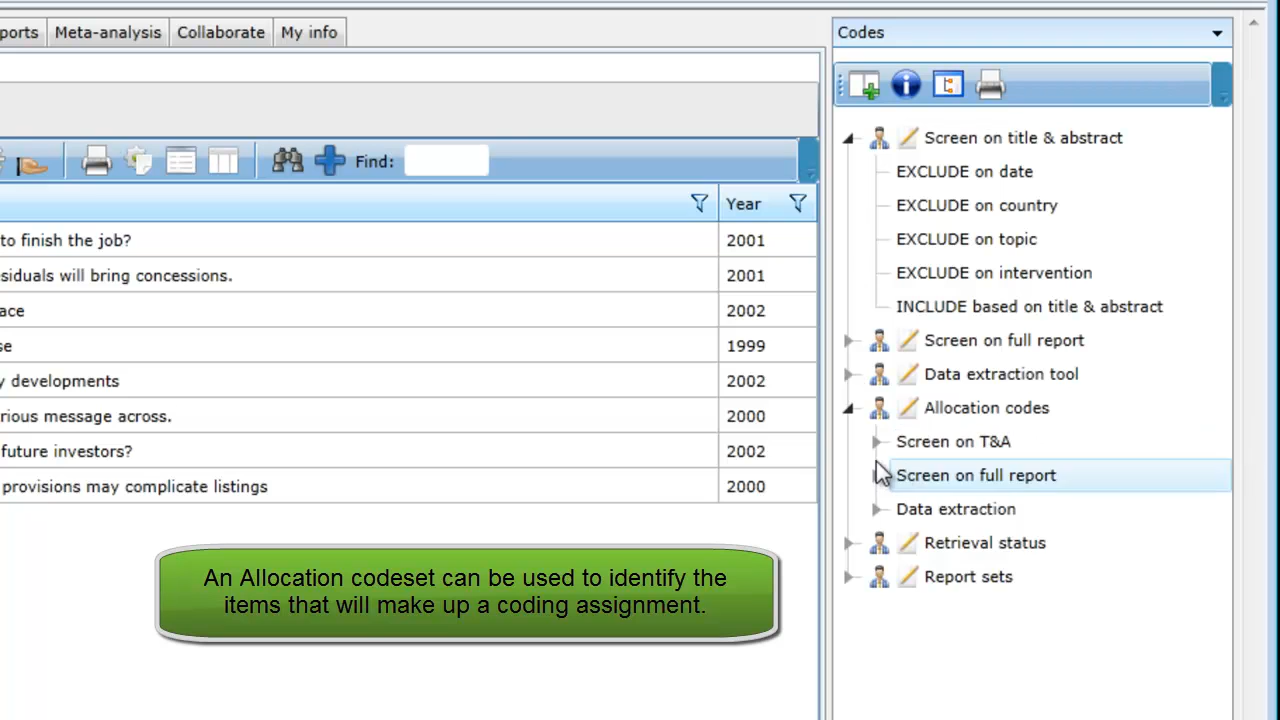 ports Meta-analysis Collaborate My info
Find:
Year
to finish the job? 2001
esiduals will bring concessions. 2001
ace 2002
se 1999
y developments 2002
rious message across. 2000
future investors? 2002
provisions may complicate listings 2000
An Allocation codeset can be used to identify the
items that will make up a coding assignment.
Codes
Screen on title & abstract
EXCLUDE on date
EXCLUDE on country
EXCLUDE on topic
EXCLUDE on intervention
INCLUDE based on title & abstract
Screen on full report
Data extraction tool
Allocation codes
Screen on T&A
Screen on full report
Data extraction
Retrieval status
Report sets